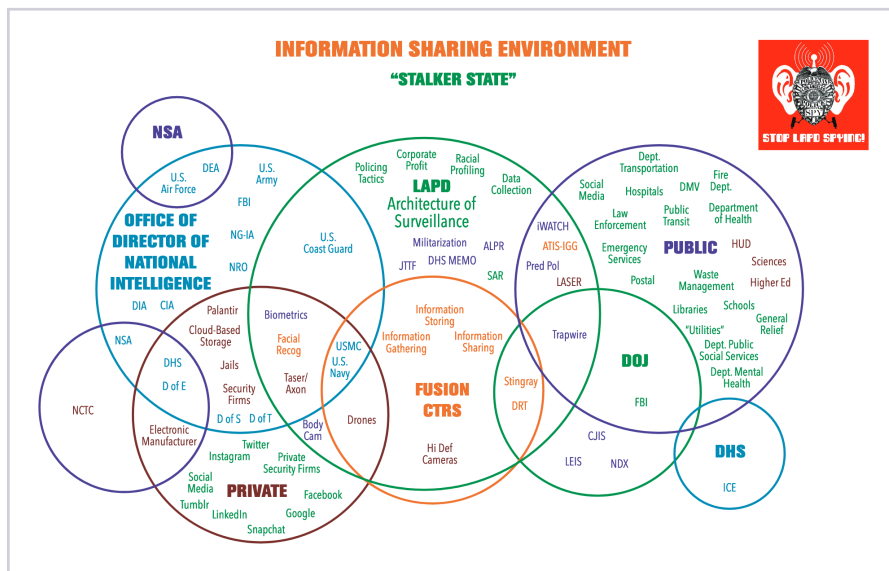 INFORMATION SHARING ENVIRONMENT
“STALKER STATE”
STOP LAPD SPYING!
NSA
DEA
U.S.
Air Force
U.S.
Army
FBI
OFFICE OF
DIRECTOR OF
NATIONAL
INTELLIGENCE
NG-IA
NRO
DIA
CIA
U.S.
Coast Guard
Policing
Tactics
Corporate
Profit
Racial
Profiling
Data
Collection
LAPD
Architecture of
Surveillance
Militarization
ALPR
JTTF
DHS MEMO
SAR
iWATCH
ATIS-IGG
Pred Pol
LASER
Dept.
Transportation
Social
Media
Hospitals
DMV
Fire
Dept.
Law
Enforcement
Public
Transit
Department
of Health
Emergency
Services
PUBLIC
HUD
Sciences
Postal
Waste
Management
Higher Ed
Libraries
Schools
“Utilities”
General
Relief
Dept. Public
Social Services
Dept. Mental
Health
Trapwire
DOJ
FBI
Palantir
Cloud-Based
Storage
Biometrics
Facial
Recog
USMC
U.S.
Navy
Jails
Taser/
Axon
Security
Firms
NSA
DHS
D of E
D of S
D of T
NCTC
Electronic
Manufacturer
Body
Cam
Drones
Information
Storing
Information
Gathering
Information
Sharing
FUSION
CTRS
Stingray
DRT
Hi Def
Cameras
CJIS
LEIS
NDX
DHS
ICE
Twitter
Instagram
Private
Security Firms
Social
Media
PRIVATE
Facebook
Tumblr
LinkedIn
Google
Snapchat